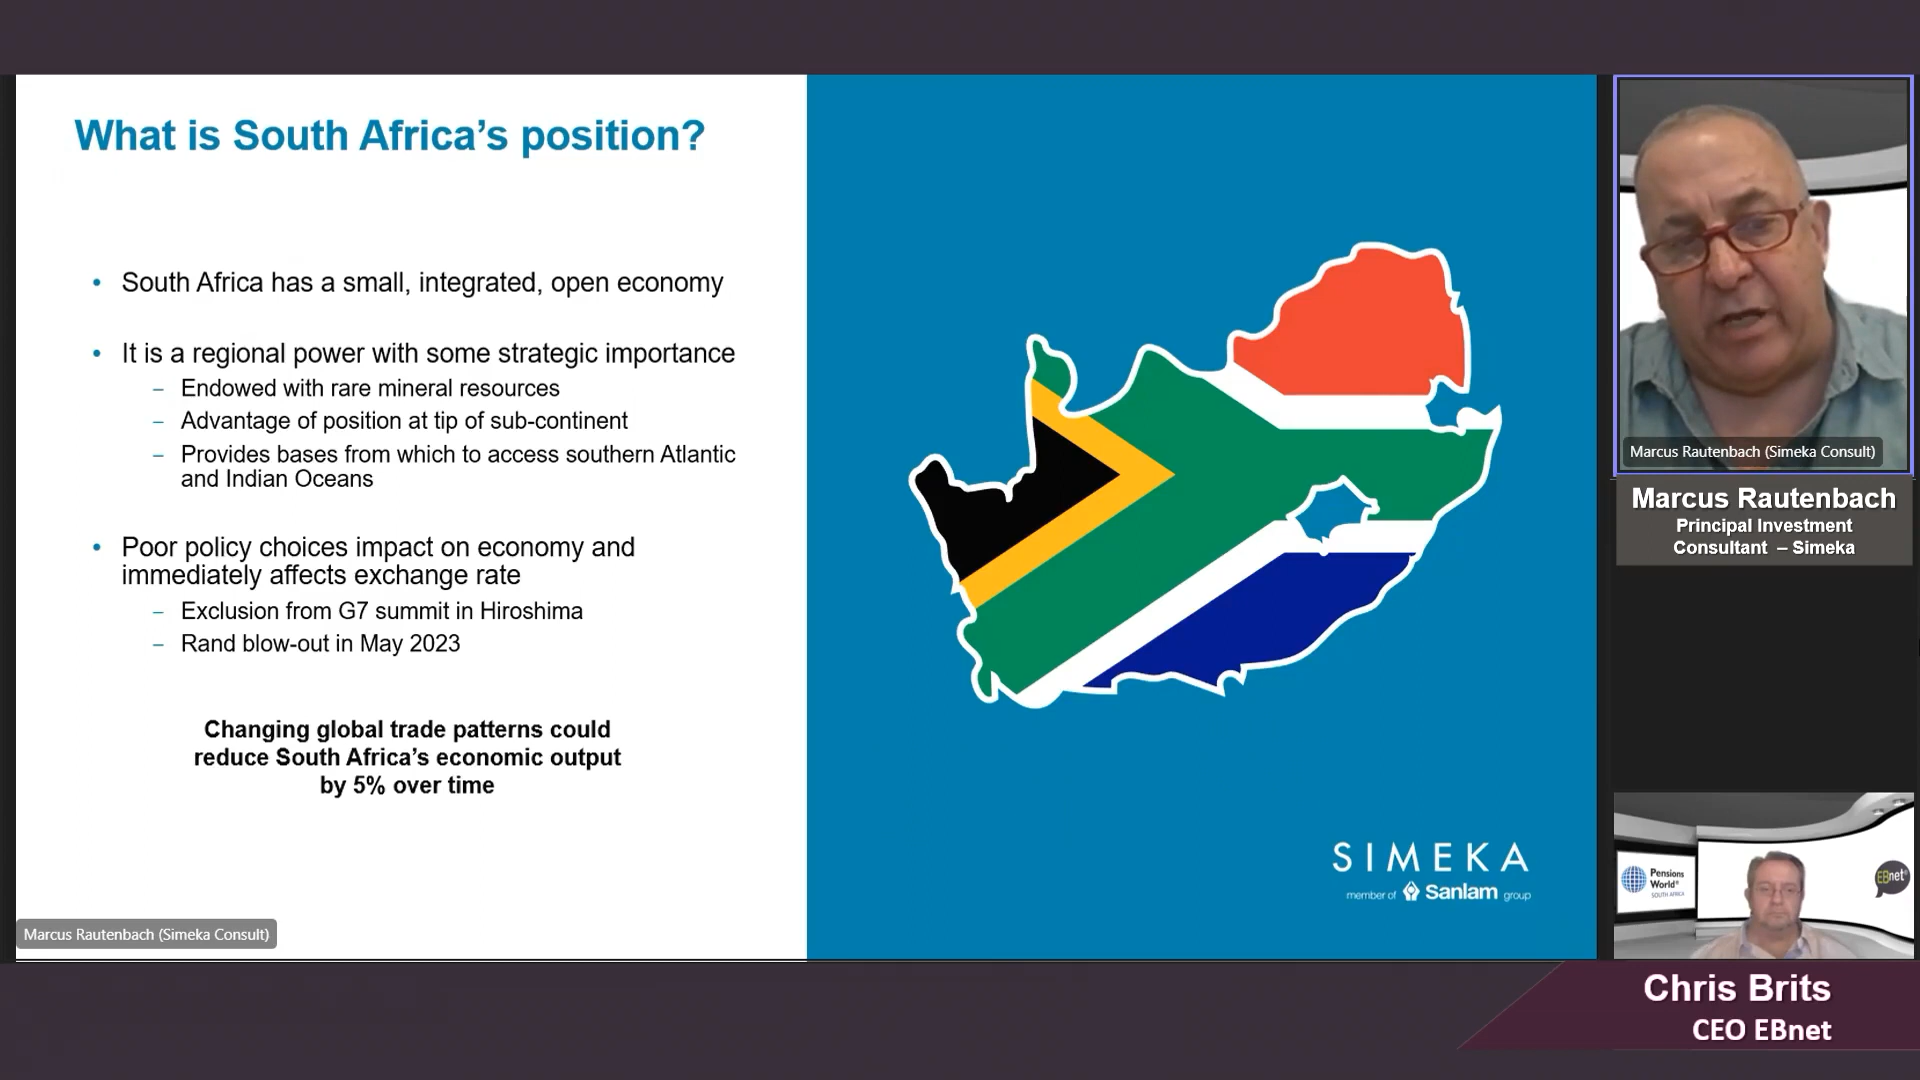 What is South Africa’s position?
• South Africa has a small, integrated, open economy
• It is a regional power with some strategic importance
– Endowed with rare mineral resources
– Advantage of position at tip of sub-continent
– Provides bases from which to access southern Atlantic
and Indian Oceans
• Poor policy choices impact on economy and
immediately affects exchange rate
– Exclusion from G7 summit in Hiroshima
– Rand blow-out in May 2023
Changing global trade patterns could
reduce South Africa’s economic output
by 5% over time
Marcus Rautenbach (Simeka Consult)
SIMEKA
member of Sanlam group
Marcus Rautenbach (Simeka Consult)
Marcus Rautenbach
Principal Investment
Consultant – Simeka
Pensions
World®
SOUTH AFRICA
EBnet®
Chris Brits
CEO EBnet